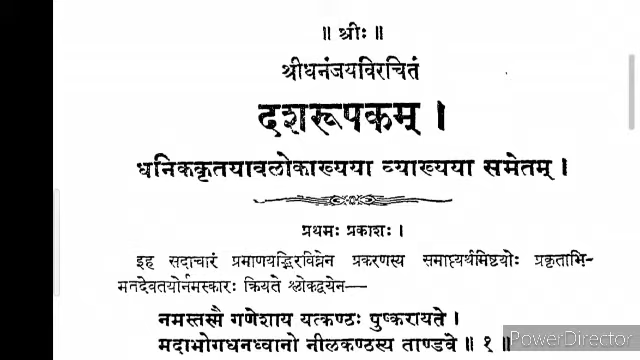 ॥ श्रीः ॥
श्रीधनंजयविरचितं
दशरूपकम् ।
धनिककृतयावलोकाख्यया व्याख्यया समेतम् ।
प्रथमः प्रकाशः ।
इह सदाचारं प्रमाणयद्भिरविघ्नेन प्रकरणस्य समाप्त्यर्थमिष्टयोः प्रकृताभि-
मतदेवतयोर्नमस्कारः क्रियते श्लोकद्वयेन—
नमस्तस्मै गणेशाय यत्कण्ठः पुष्करायते ।
मदाभोगघनध्वानो नीलकण्ठस्य ताण्डवे ॥ १ ॥
PowerDirector